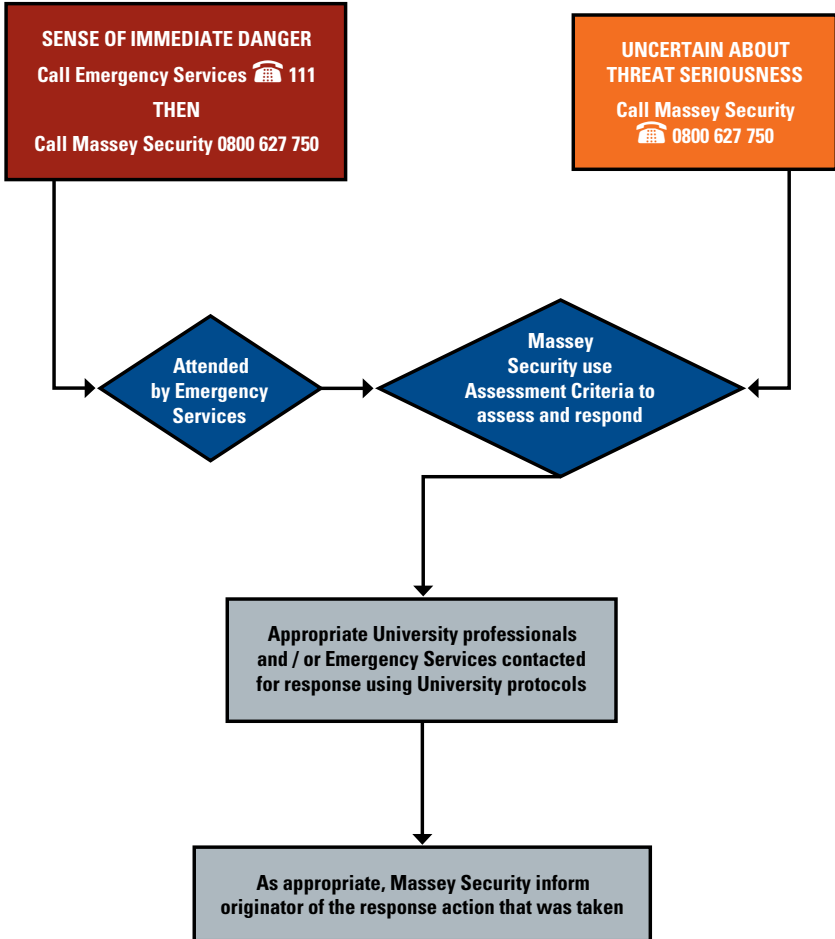 SENSE OF IMMEDIATE DANGER
Call Emergency Services 111
THEN
Call Massey Security 0800 627 750
UNCERTAIN ABOUT
THREAT SERIOUSNESS
Call Massey Security
0800 627 750
Attended
by Emergency
Services
Massey
Security use
Assessment Criteria to
assess and respond
Appropriate University professionals
and / or Emergency Services contacted
for response using University protocols
As appropriate, Massey Security inform
originator of the response action that was taken